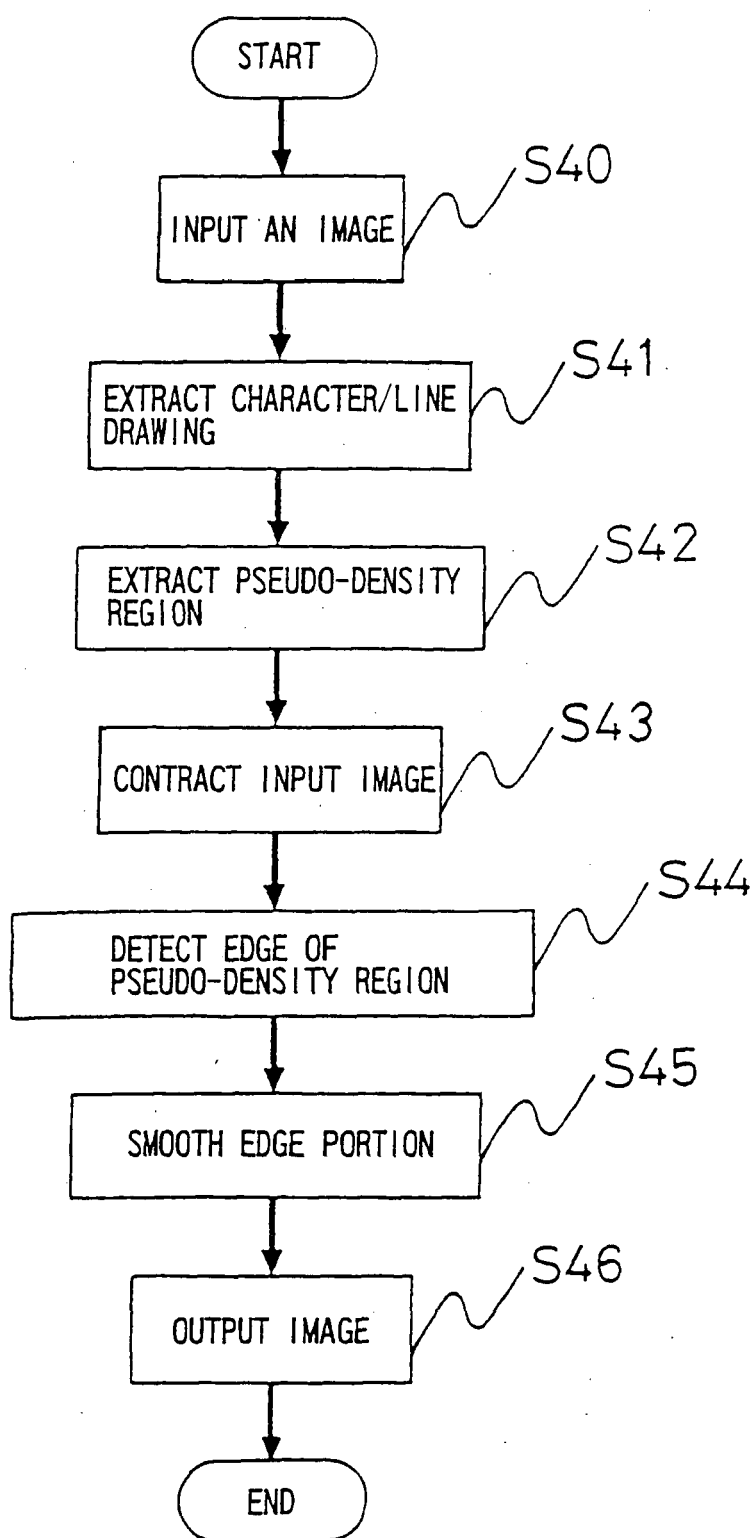 START
S40
INPUT AN IMAGE
S41
EXTRACT CHARACTER/LINE
DRAWING
S42
EXTRACT PSEUDO-DENSITY
REGION
S43
CONTRACT INPUT IMAGE
S44
DETECT EDGE OF
PSEUDO-DENSITY REGION
S45
SMOOTH EDGE PORTION
S46
OUTPUT IMAGE
END